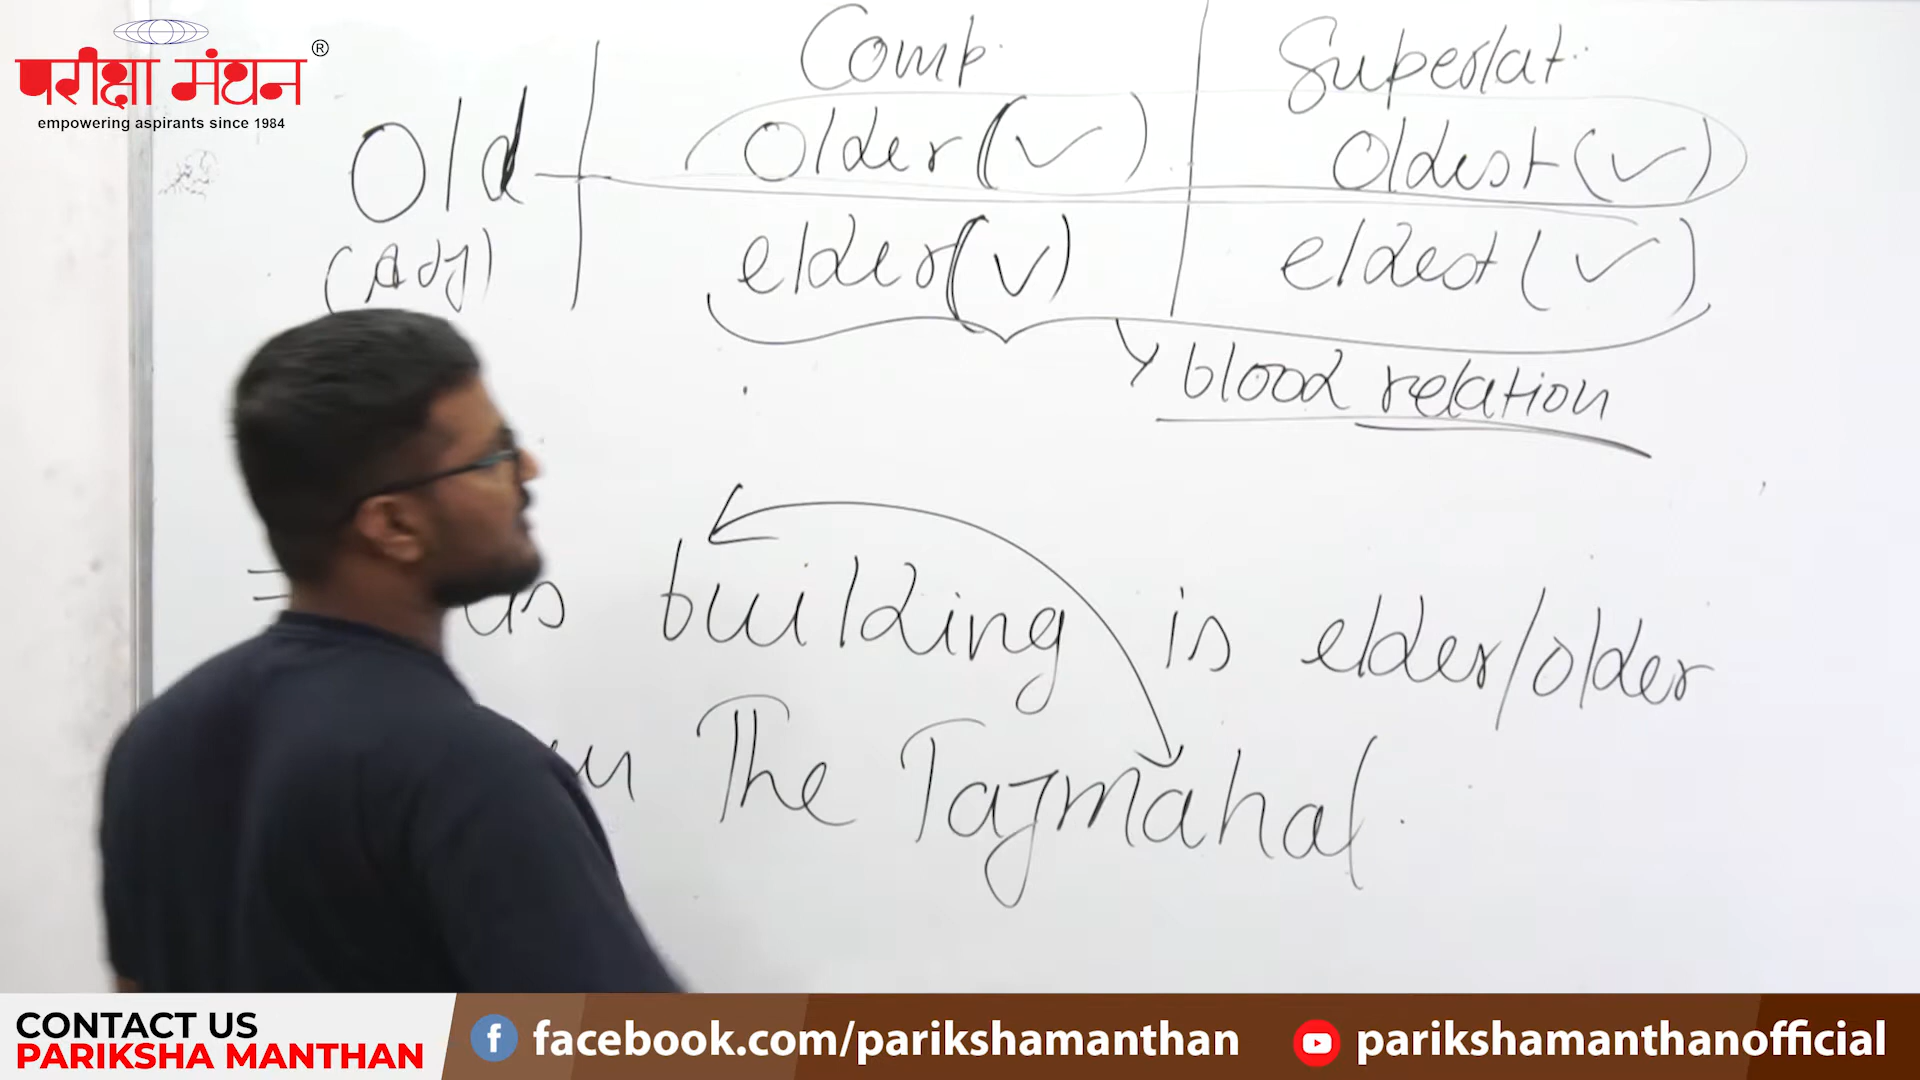 परीक्षा मंथन ®
empowering aspirants since 1984
Comp. Superlat.
Old older (✓) oldest (✓)
(Adj) elder (✓) eldest (✓)
blood relation
building is elder/older
The Tajmahal.
CONTACT US
PARIKSHA MANTHAN
facebook.com/parikshamanthan
parikshamanthanofficial